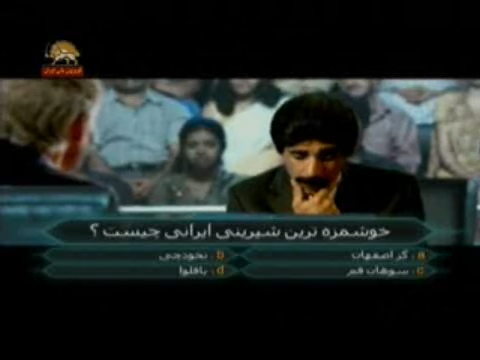 خوشمزه ترین شیرینی ایرانی چیست ؟
a : گز اصفهان
b : نخودچی
c : سوهان قم
d : باقلوا